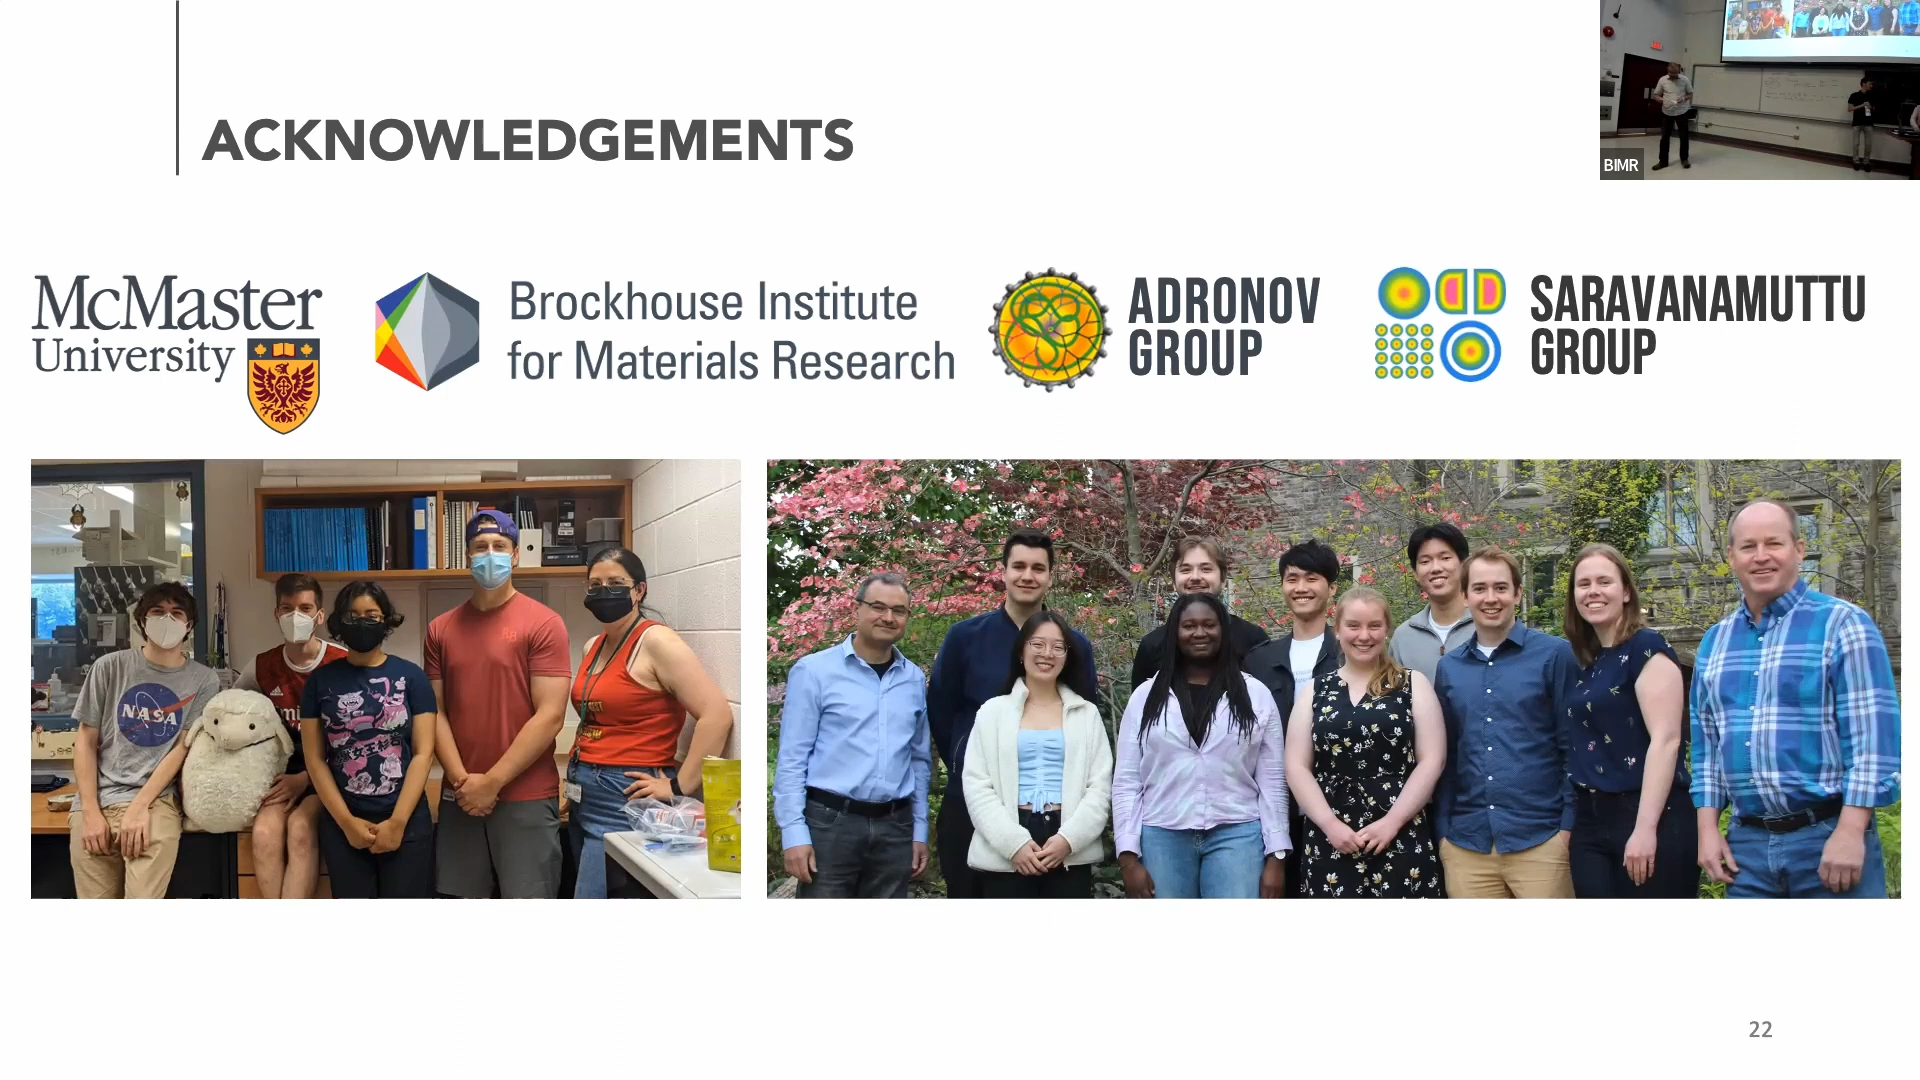 ACKNOWLEDGEMENTS
BIMR
McMaster
University
Brockhouse Institute
for Materials Research
ADRONOV
GROUP
SARAVANAMUTTU
GROUP
NASA
22